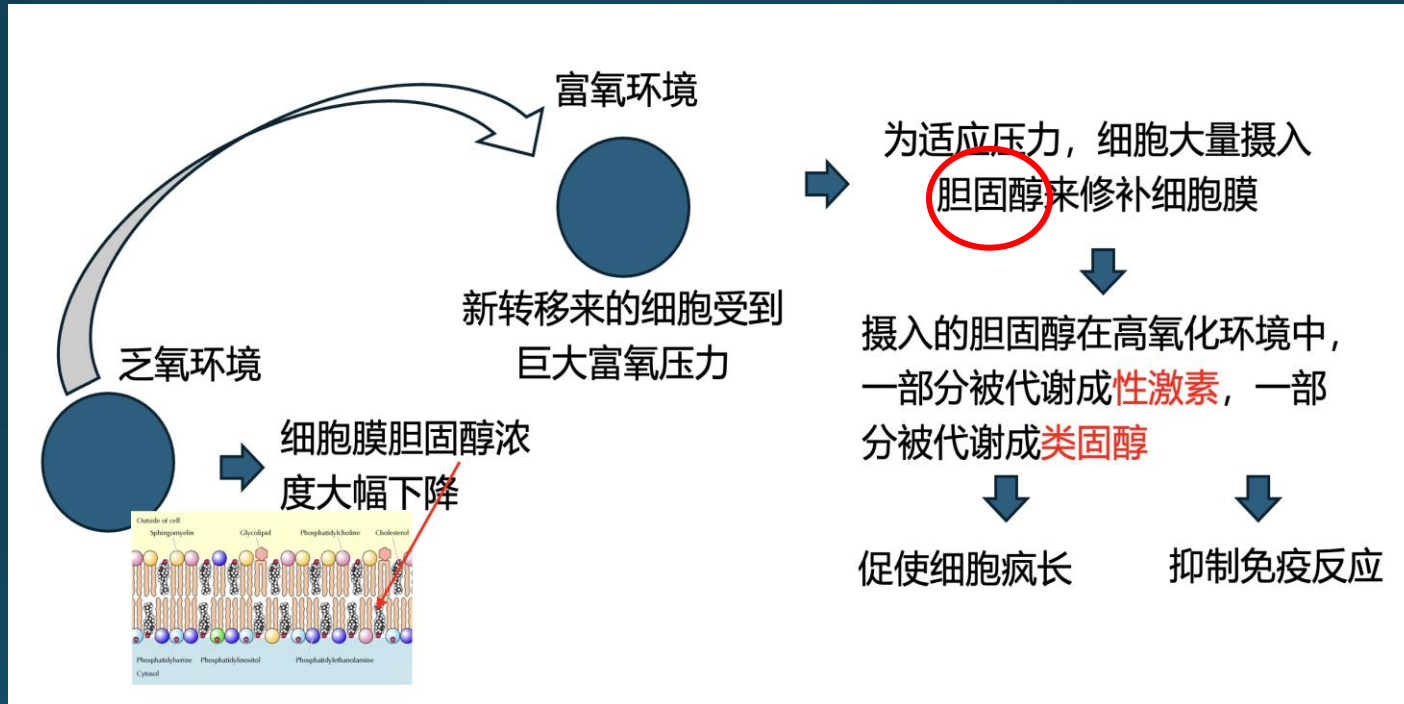 富氧环境
为适应压力，细胞大量摄入
胆固醇来修补细胞膜
新转移来的细胞受到
巨大富氧压力
摄入的胆固醇在高氧化环境中，
一部分被代谢成性激素，一部
分被代谢成类固醇
乏氧环境
细胞膜胆固醇浓
度大幅下降
Outside of cell
Sphingomyelin Glycolipid Phosphatidylcholine Cholesterol
Phosphatidylserine Phosphatidylinositol Phosphatidylethanolamine
Cytosol
促使细胞疯长
抑制免疫反应